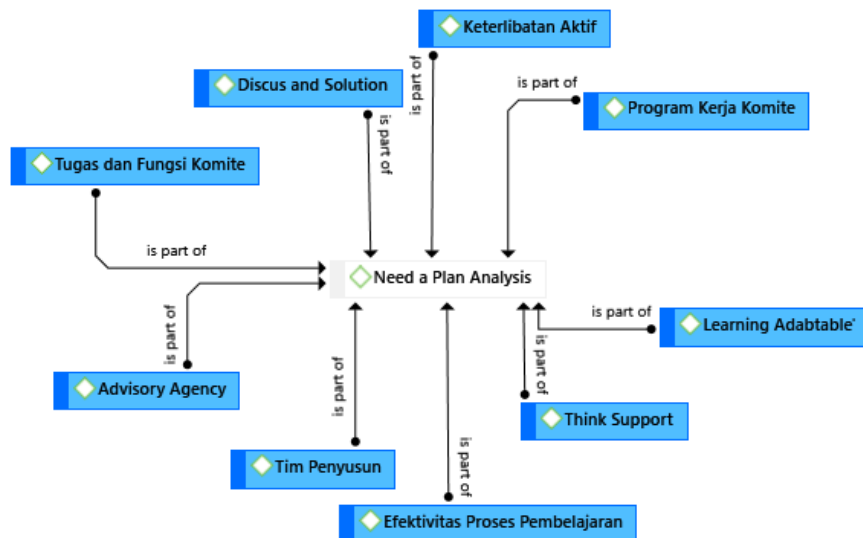 Keterlibatan Aktif
Discus and Solution
is part of
Program Kerja Komite
is part of
is part of
Tugas dan Fungsi Komite
is part of
Need a Plan Analysis
is part of
is part of
Learning Adabtable`
Advisory Agency
is part of
is part of
Think Support
Tim Penyusun
is part of
Efektivitas Proses Pembelajaran